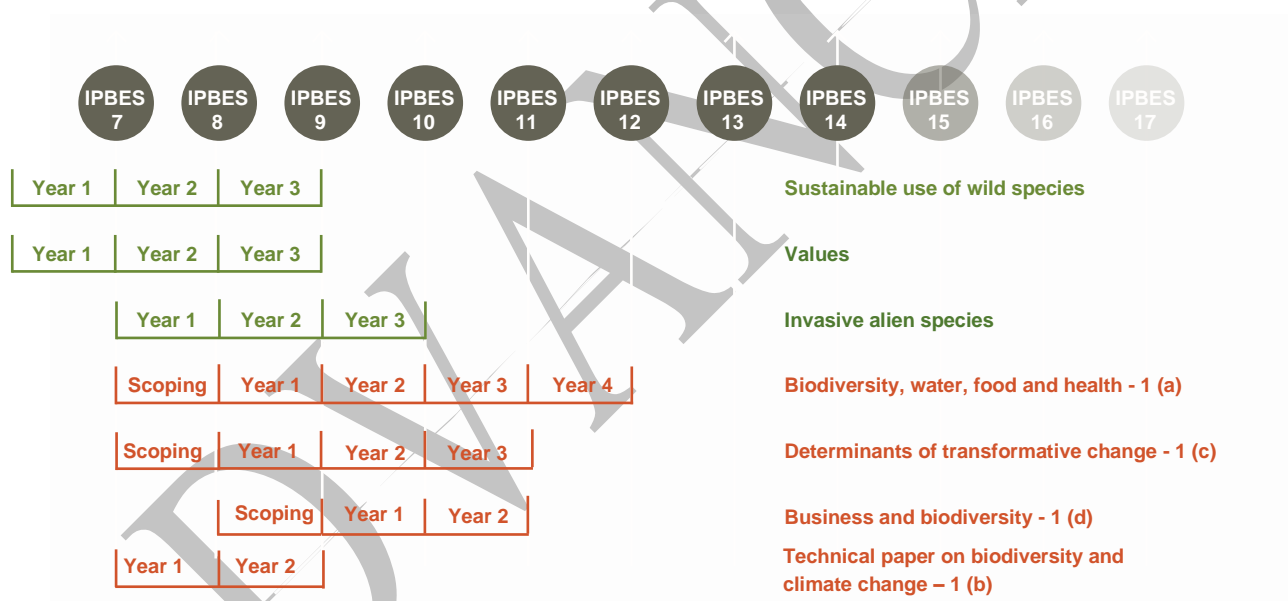 IPBES 7 IPBES 8 IPBES 9 IPBES 10 IPBES 11 IPBES 12 IPBES 13 IPBES 14 IPBES 15 IPBES 16 IPBES 17
Year 1 Year 2 Year 3 Sustainable use of wild species
Year 1 Year 2 Year 3 Values
Year 1 Year 2 Year 3 Invasive alien species
Scoping Year 1 Year 2 Year 3 Year 4 Biodiversity, water, food and health - 1 (a)
Scoping Year 1 Year 2 Year 3 Determinants of transformative change - 1 (c)
Scoping Year 1 Year 2 Business and biodiversity - 1 (d)
Year 1 Year 2 Technical paper on biodiversity and
climate change – 1 (b)
DVANC